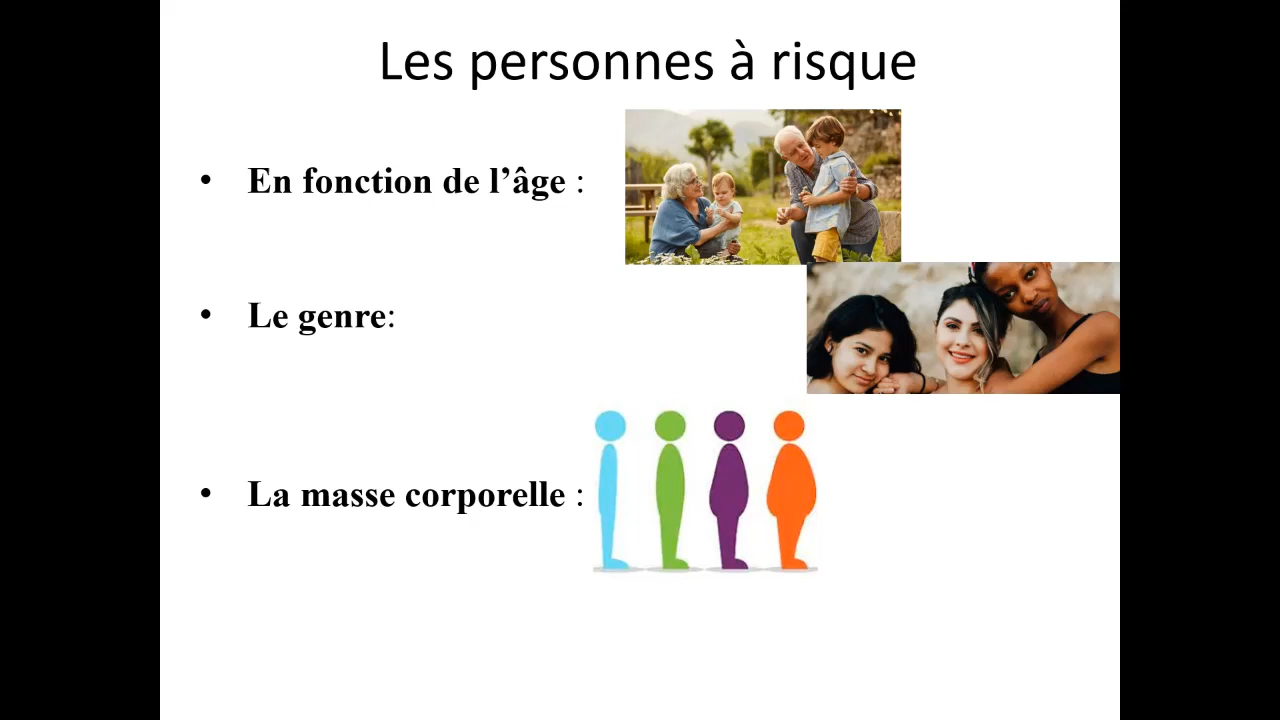 Les personnes à risque
• En fonction de l’âge :
• Le genre:
• La masse corporelle :